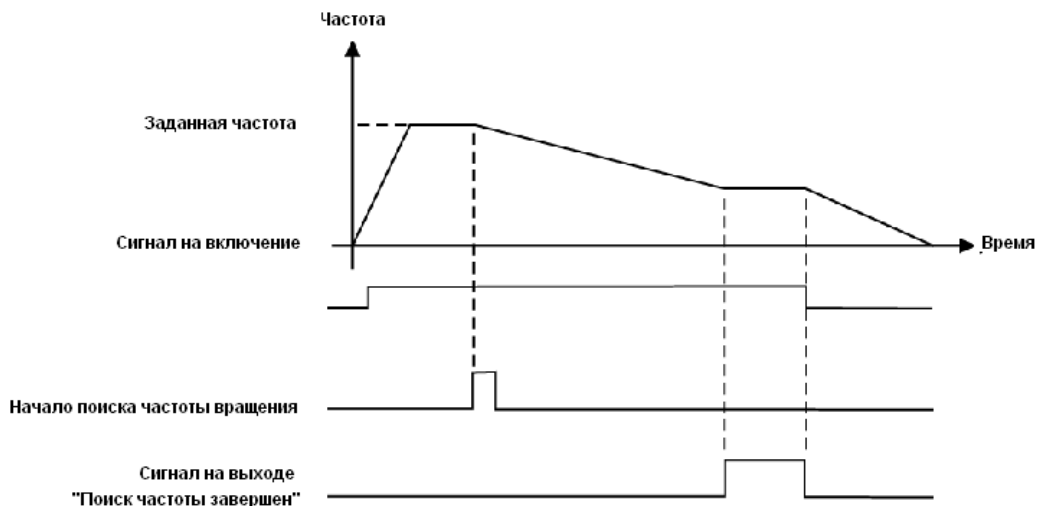 Частота
Заданная частота
Сигнал на включение
Время
Начало поиска частоты вращения
Сигнал на выходе
"Поиск частоты завершен"